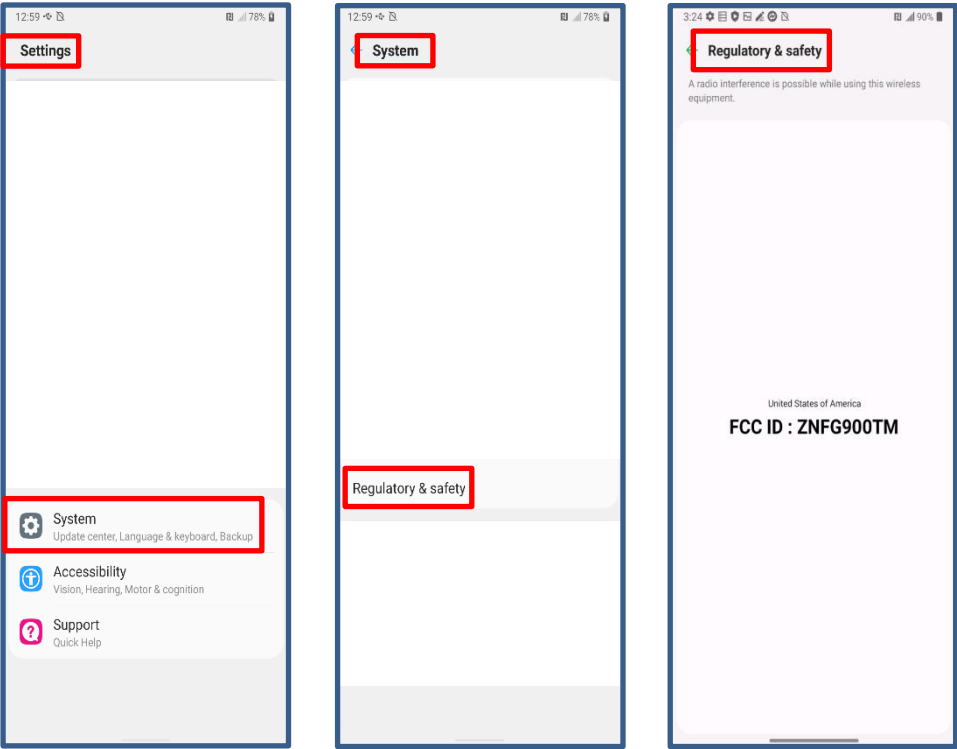 12:59
78%
Settings
System
Update center, Language & keyboard, Backup
Accessibility
Vision, Hearing, Motor & cognition
Support
Quick Help
12:59
78%
System
Regulatory & safety
3:24
90%
Regulatory & safety
A radio interference is possible while using this wireless
equipment.
United States of America
FCC ID : ZNFG900TM